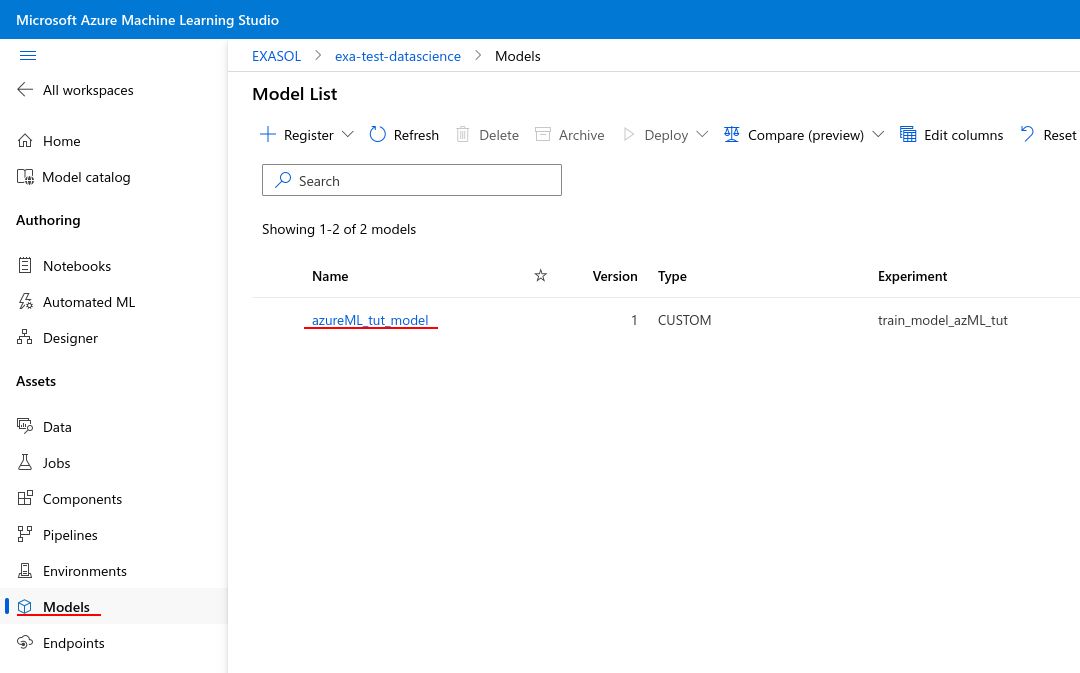 Microsoft Azure Machine Learning Studio
All workspaces
Home
Model catalog
Authoring
Notebooks
Automated ML
Designer
Assets
Data
Jobs
Components
Pipelines
Environments
Models
Endpoints
EXASOL > exa-test-datascience > Models
Model List
Register Refresh Delete Archive Deploy Compare (preview) Edit columns Reset
Search
Showing 1-2 of 2 models
Name Version Type Experiment
azureML_tut_model 1 CUSTOM train_model_azML_tut